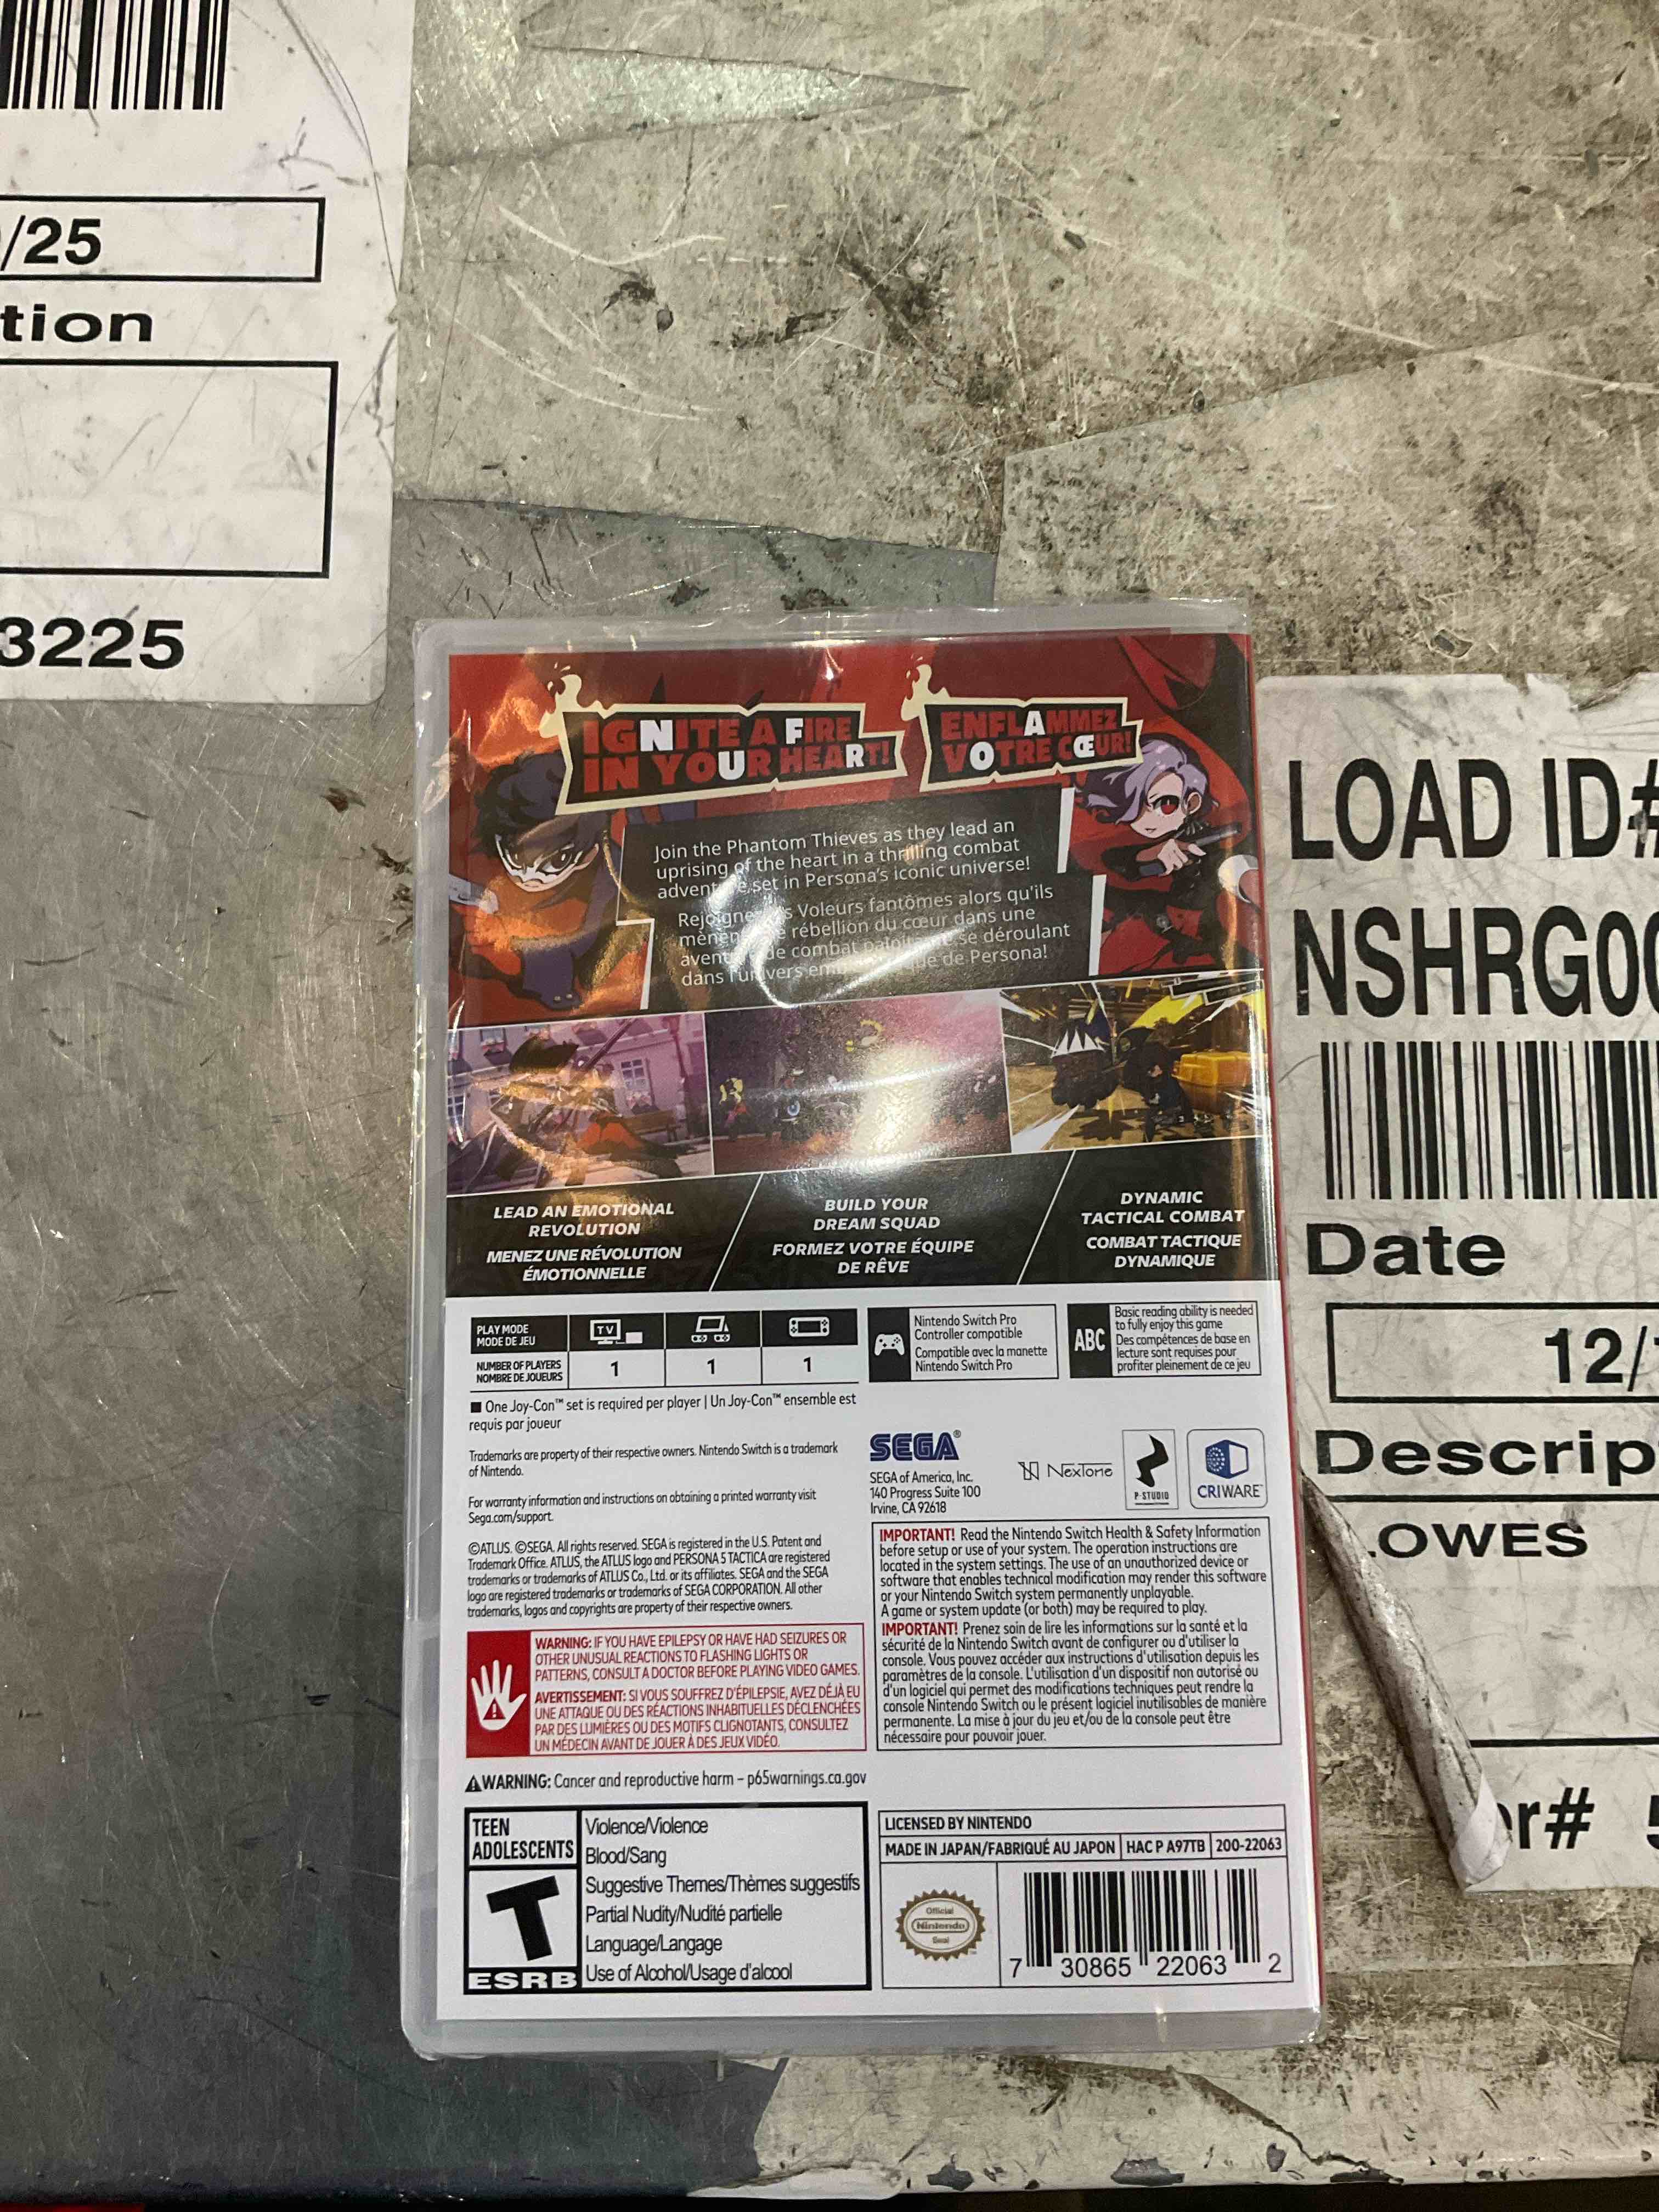 /25
tion
3225
IGNITE A FIRE
IN YOUR HEART!
ENFLAMMEZ
VOTRE CŒUR!
Join the Phantom Thieves as they lead an
uprising of the heart in a thrilling combat
set in Persona's iconic universe!
Voleurs fantômes alors qu'ils
rébellion du cœur dans une
de combat se déroulant
dans de Persona!
LEAD AN EMOTIONAL
REVOLUTION
MENEZ UNE RÉVOLUTION
ÉMOTIONNELLE
BUILD YOUR
DREAM SQUAD
FORMEZ VOTRE ÉQUIPE
DE RÊVE
DYNAMIC
TACTICAL COMBAT
COMBAT TACTIQUE
DYNAMIQUE
PLAY MODE
MODE DE JEU
TV
NUMBER OF PLAYERS
NOMBRE DE JOUEURS
1 1 1
Nintendo Switch Pro
Controller compatible
Compatible avec la manette
Nintendo Switch Pro
ABC
Basic reading ability is needed
to fully enjoy this game
Des compétences de base en
lecture sont requises pour
profiter pleinement de ce jeu
■ One Joy-Con™ set is required per player | Un Joy-Con™ ensemble est
requis par joueur
Trademarks are property of their respective owners. Nintendo Switch is a trademark
of Nintendo.
For warranty information and instructions on obtaining a printed warranty visit
Sega.com/support.
©ATLUS. ©SEGA. All rights reserved. SEGA is registered in the U.S. Patent and
Trademark Office. ATLUS, the ATLUS logo and PERSONA 5 TACTICA are registered
trademarks or trademarks of ATLUS Co., Ltd. or its affiliates. SEGA and the SEGA
logo are registered trademarks or trademarks of SEGA CORPORATION. All other
trademarks, logos and copyrights are property of their respective owners.
SEGA®
SEGA of America, Inc.
140 Progress Suite 100
Irvine, CA 92618
NexTone
P-STUDIO
CRIWARE™
WARNING: IF YOU HAVE EPILEPSY OR HAVE HAD SEIZURES OR
OTHER UNUSUAL REACTIONS TO FLASHING LIGHTS OR
PATTERNS, CONSULT A DOCTOR BEFORE PLAYING VIDEO GAMES.
AVERTISSEMENT: SI VOUS SOUFFREZ D'ÉPILEPSIE, AVEZ DÉJÀ EU
UNE ATTAQUE OU DES RÉACTIONS INHABITUELLES DÉCLENCHÉES
PAR DES LUMIÈRES OU DES MOTIFS CLIGNOTANTS, CONSULTEZ
UN MÉDECIN AVANT DE JOUER À DES JEUX VIDÉO.
IMPORTANT! Read the Nintendo Switch Health & Safety Information
before setup or use of your system. The operation instructions are
located in the system settings. The use of an unauthorized device or
software that enables technical modification may render this software
or your Nintendo Switch system permanently unplayable.
A game or system update (or both) may be required to play.
IMPORTANT! Prenez soin de lire les informations sur la santé et la
sécurité de la Nintendo Switch avant de configurer ou d'utiliser la
console. Vous pouvez accéder aux instructions d'utilisation depuis les
paramètres de la console. L'utilisation d'un dispositif non autorisé ou
d'un logiciel qui permet des modifications techniques peut rendre la
console Nintendo Switch ou le présent logiciel inutilisables de manière
permanente. La mise à jour du jeu et/ou de la console peut être
nécessaire pour pouvoir jouer.
WARNING: Cancer and reproductive harm – p65warnings.ca.gov
TEEN
ADOLESCENTS
T
ESRB
Violence/Violence
Blood/Sang
Suggestive Themes/Thèmes suggestifs
Partial Nudity/Nudité partielle
Language/Langage
Use of Alcohol/Usage d'alcool
LICENSED BY NINTENDO
MADE IN JAPAN/FABRIQUÉ AU JAPON HAC P A97TB 200-22063
Official
Nintendo
Seal
7 30865 22063 2
LOAD ID#
NSHRG00
Date
12/
Descrip
OWES
r#